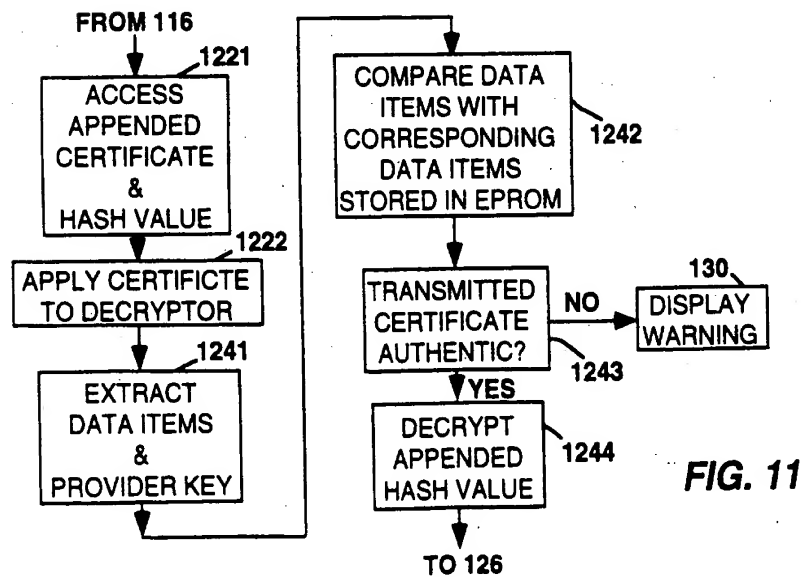 FROM 116
1221
ACCESS
APPENDED
CERTIFICATE
&
HASH VALUE
1222
APPLY CERTIFICTE
TO DECRYPTOR
1241
EXTRACT
DATA ITEMS
&
PROVIDER KEY
COMPARE DATA
ITEMS WITH
CORRESPONDING
DATA ITEMS
STORED IN EPROM
1242
TRANSMITTED
CERTIFICATE
AUTHENTIC?
1243
NO
130
DISPLAY
WARNING
YES
DECRYPT
APPENDED
HASH VALUE
1244
TO 126
FIG. 11